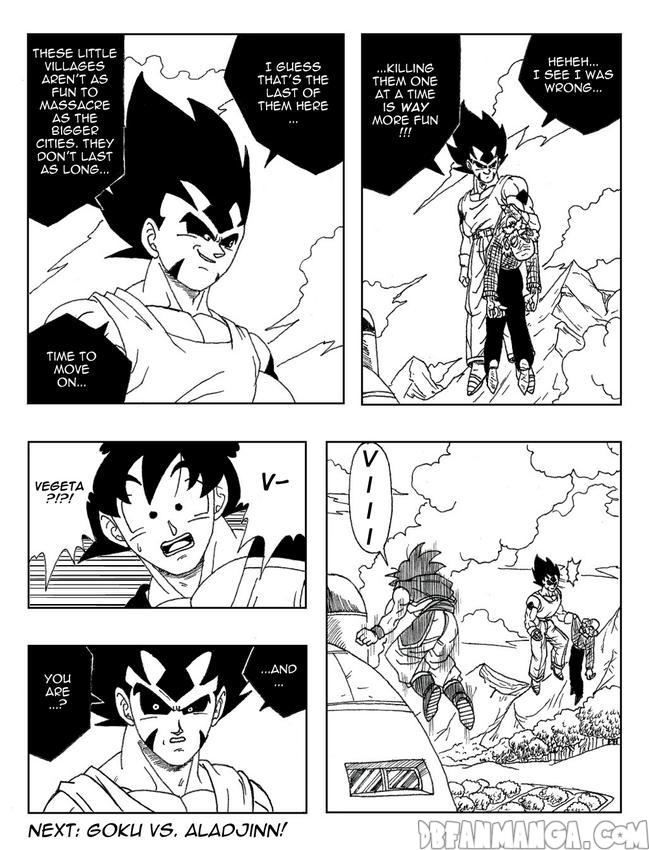 HEHEH...
I SEE I WAS
WRONG...
...KILLING
THEM ONE
AT A TIME
IS WAY
MORE FUN
!!!
I GUESS
THAT'S THE
LAST OF
THEM HERE
...
THESE LITTLE
VILLAGES
AREN'T AS
FUN TO
MASSACRE
AS THE
BIGGER
CITIES. THEY
DON'T LAST
AS LONG...
TIME TO
MOVE
ON...
V
I
I
I
I
V-
VEGETA
?!?!
...AND
...
YOU
ARE
...?
NEXT: GOKU VS. ALADJINN!
DBFANMANGA.COM